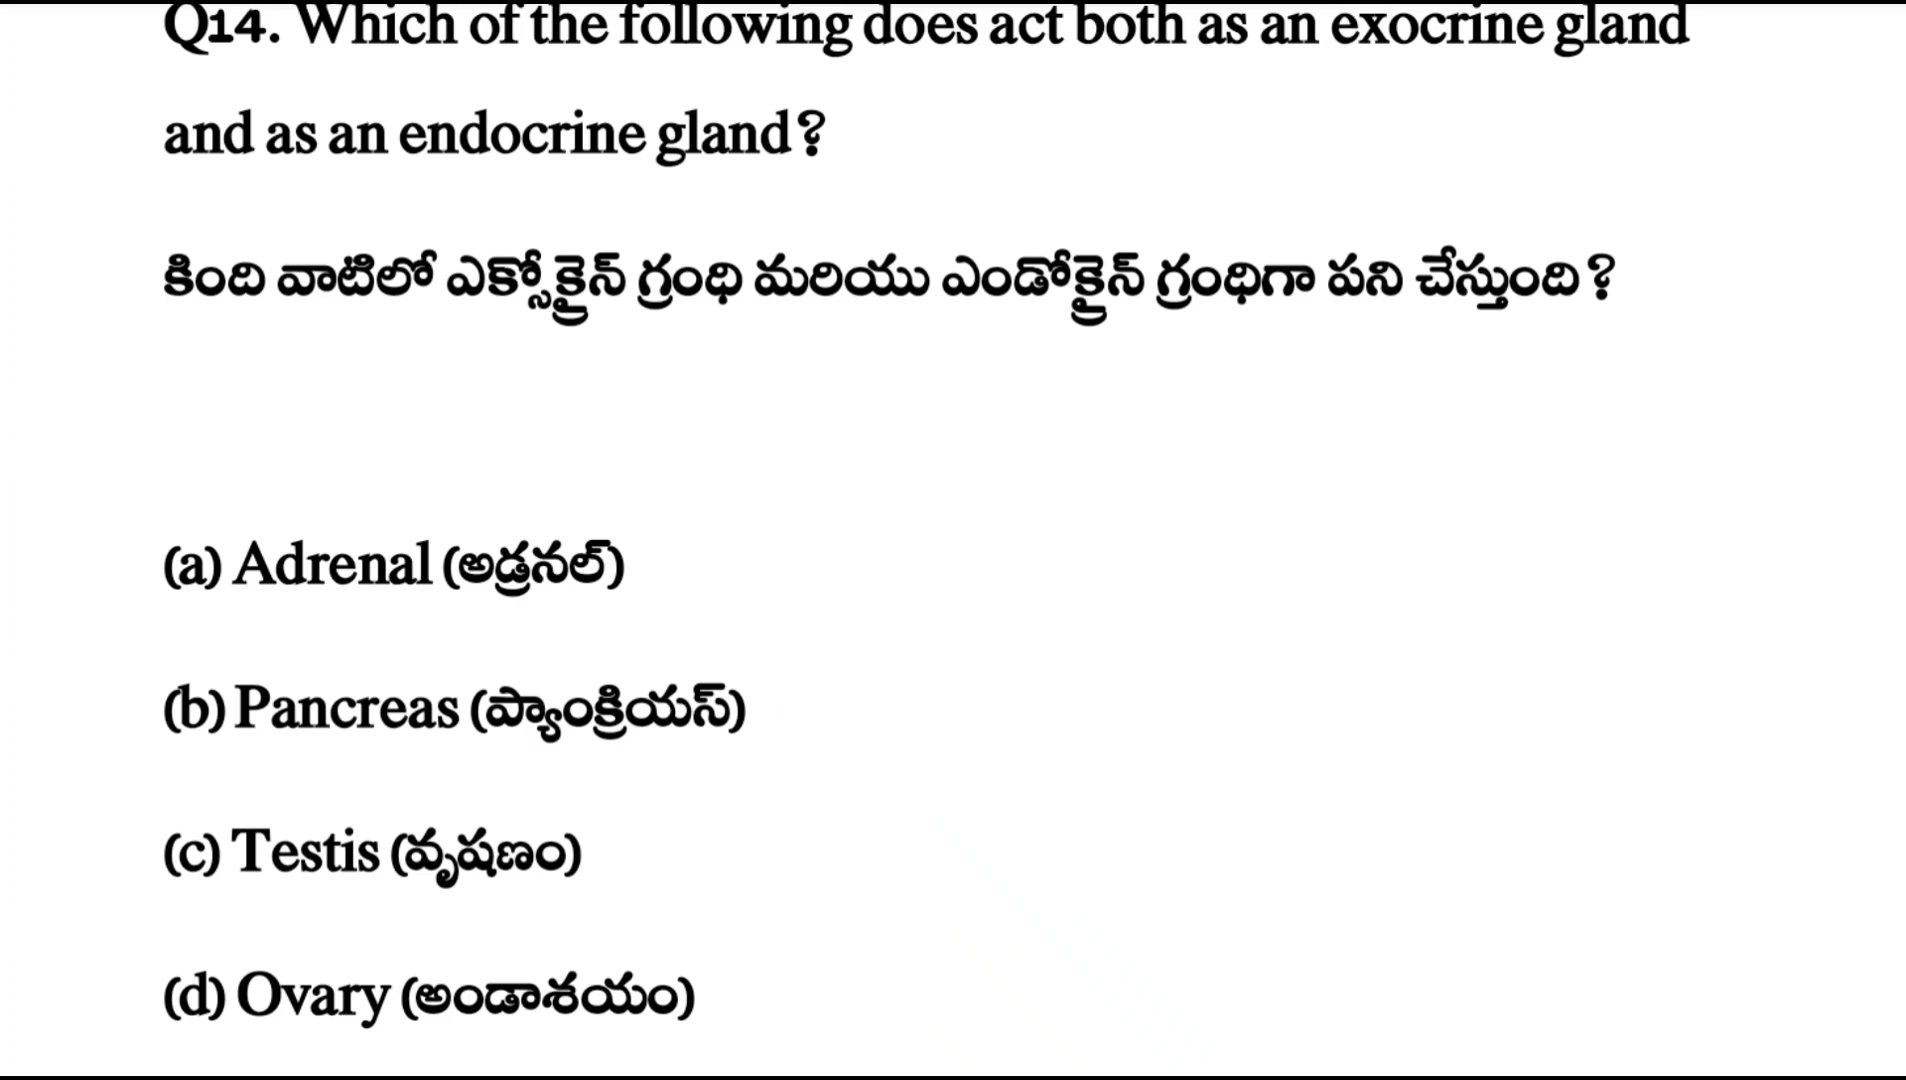 Q14. Which of the following does act both as an exocrine gland
and as an endocrine gland?
కింది వాటిలో ఎక్సోక్రైన్ గ్రంధి మరియు ఎండోక్రైన్ గ్రంధిగా పని చేస్తుంది?
(a) Adrenal (అడ్రనల్)
(b) Pancreas (ప్యాంక్రియస్)
(c) Testis (వృషణం)
(d) Ovary (అండాశయం)